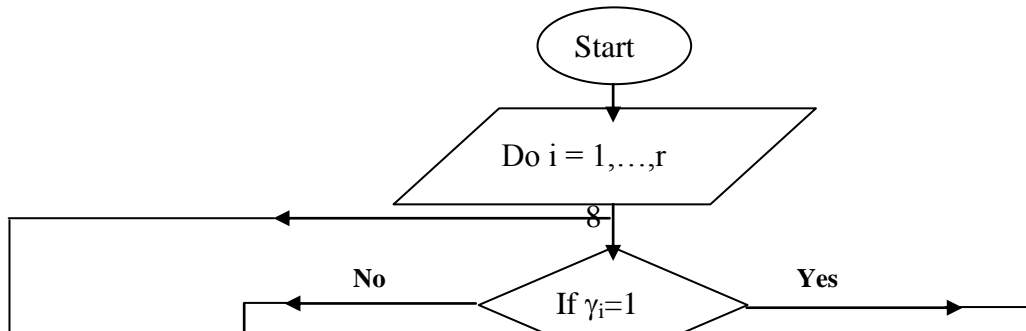 Start
Do i = 1,…,r
8
No
Yes
If γᵢ=1